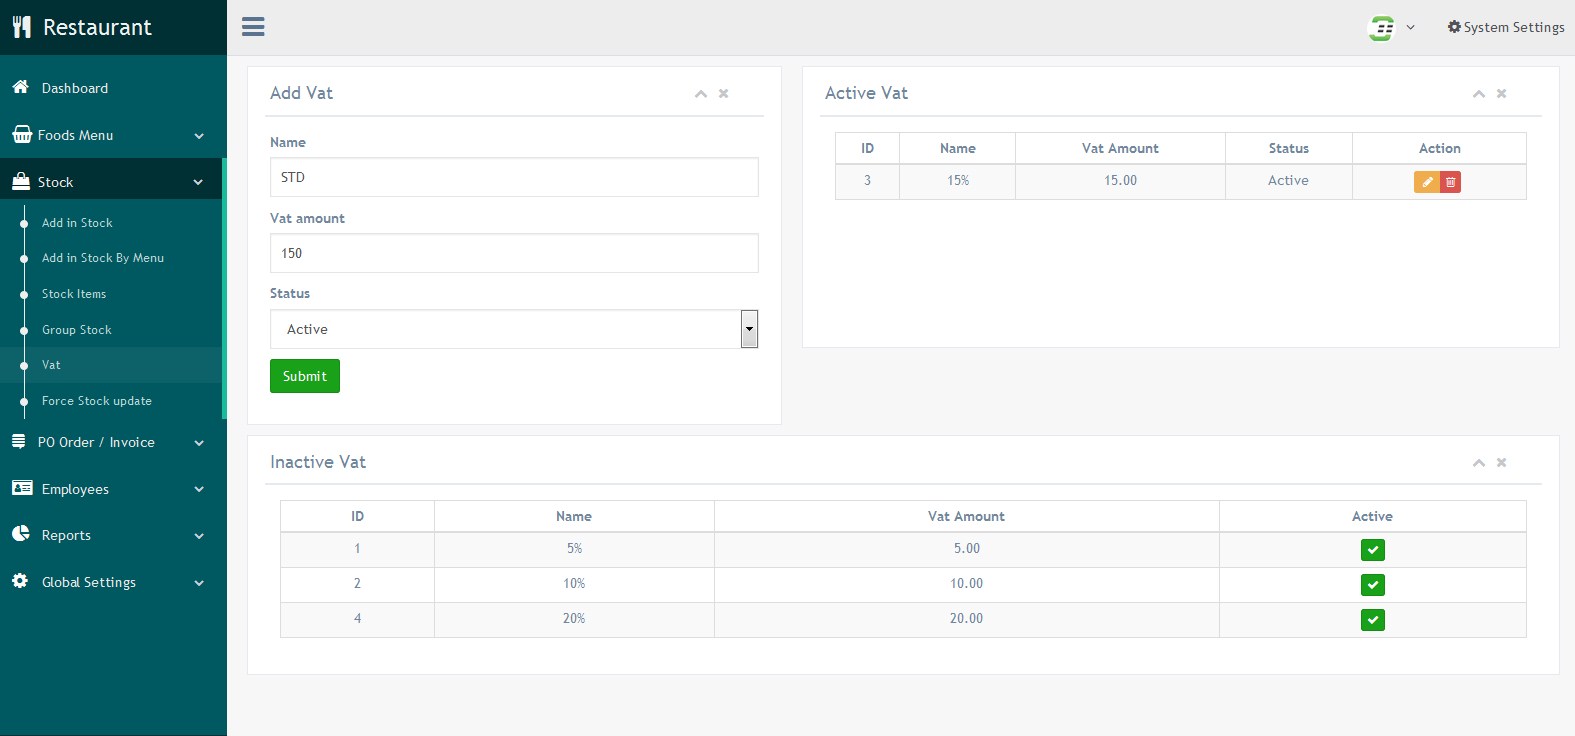 Restaurant
System Settings
Dashboard
Foods Menu
Stock
Add in Stock
Add in Stock By Menu
Stock Items
Group Stock
Vat
Force Stock update
PO Order / Invoice
Employees
Reports
Global Settings
Add Vat
Name
STD
Vat amount
150
Status
Active
Submit
Active Vat
ID Name Vat Amount Status Action
3 15% 15.00 Active
Inactive Vat
ID Name Vat Amount Active
1 5% 5.00
2 10% 10.00
4 20% 20.00